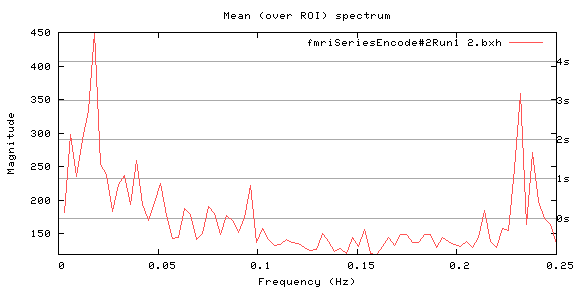 Mean (over ROI) spectrum
fmriSeriesEncode#2Run1 2.bxh
Magnitude
450
400
350
300
250
200
150
4s
3s
2s
1s
0s
0
0.05
0.1
0.15
0.2
0.25
Frequency (Hz)